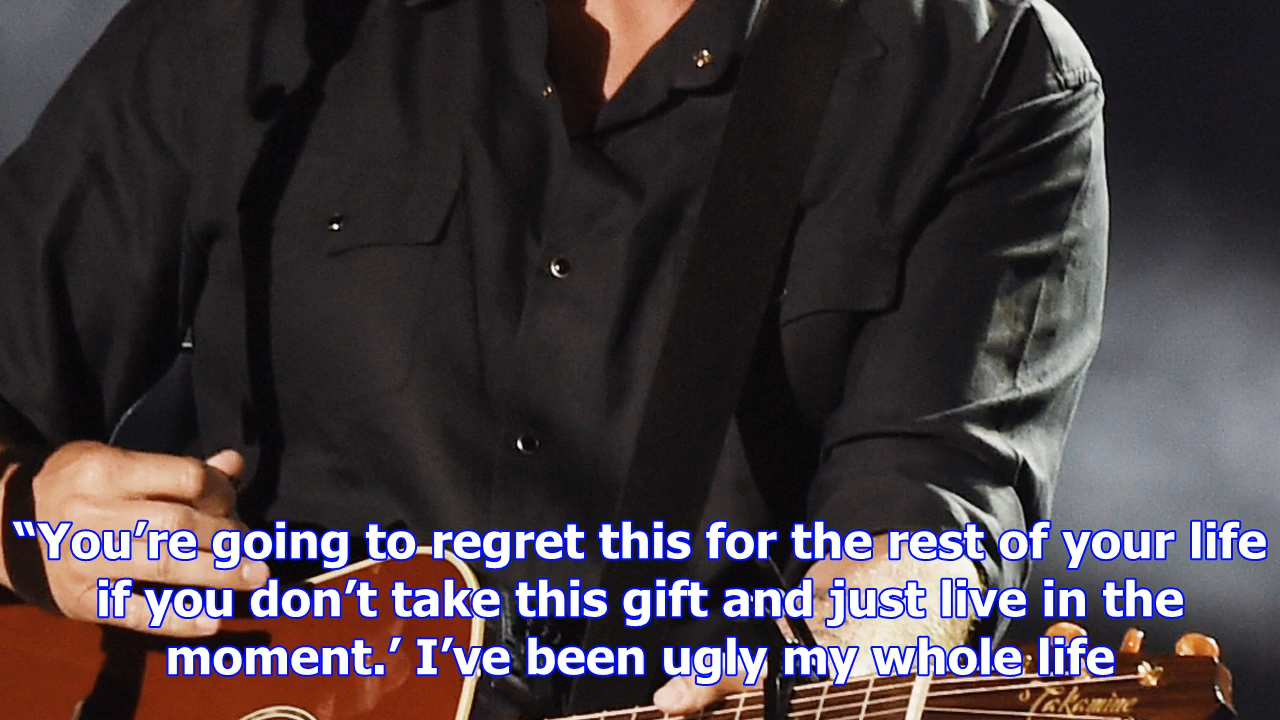 “You’re going to regret this for the rest of your life
if you don’t take this gift and just live in the
moment.’ I’ve been ugly my whole life
Takamine